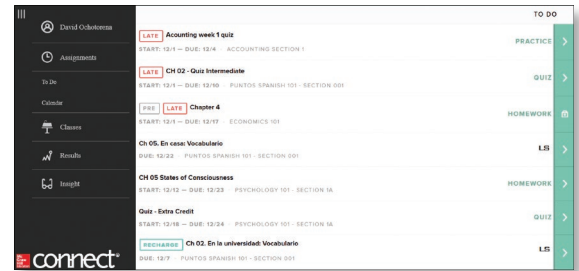 TO DO
David Ochotorena
Assignments
To Do
Calendar
Classes
Results
Insight
LATE Acounting week 1 quiz
START: 12/1 — DUE: 12/4 · ACCOUNTING SECTION 1
PRACTICE
LATE CH 02 - Quiz Intermediate
START: 12/1 — DUE: 12/10 · PUNTOS SPANISH 101 - SECTION 001
QUIZ
PRE LATE Chapter 4
START: 12/1 — DUE: 12/17 · ECONOMICS 101
HOMEWORK
Ch 05. En casa: Vocabulario
DUE: 12/22 · PUNTOS SPANISH 101 - SECTION 001
LS
CH 05 States of Consciousness
START: 12/12 — DUE: 12/23 · PSYCHOLOGY 101 - SECTION 1A
HOMEWORK
Quiz - Extra Credit
START: 12/18 — DUE: 12/24 · PSYCHOLOGY 101 - SECTION 1A
QUIZ
RECHARGE Ch 02. En la universidad: Vocabulario
DUE: 12/7 · PUNTOS SPANISH 101 - SECTION 001
LS
connect®